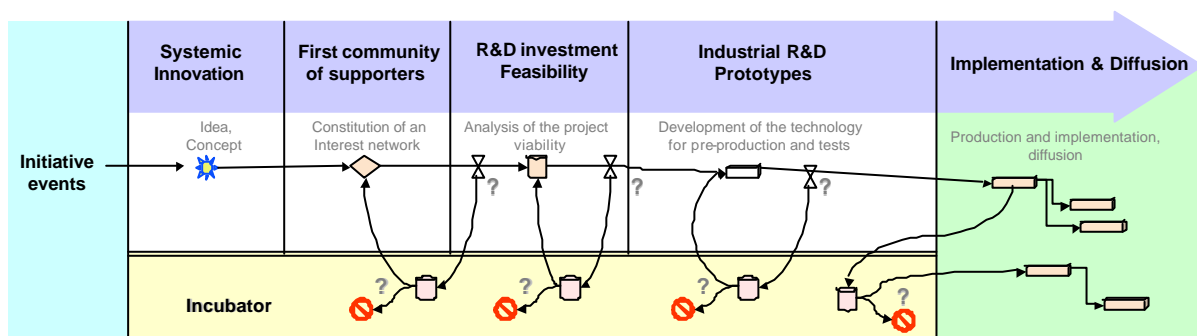 Systemic
Innovation
First community
of supporters
R&D investment
Feasibility
Industrial R&D
Prototypes
Implementation & Diffusion
Initiative
events
Idea,
Concept
Constitution of an
Interest network
Analysis of the project
viability
Development of the technology
for pre-production and tests
Production and implementation,
diffusion
?
?
?
Incubator
?
?
?
?